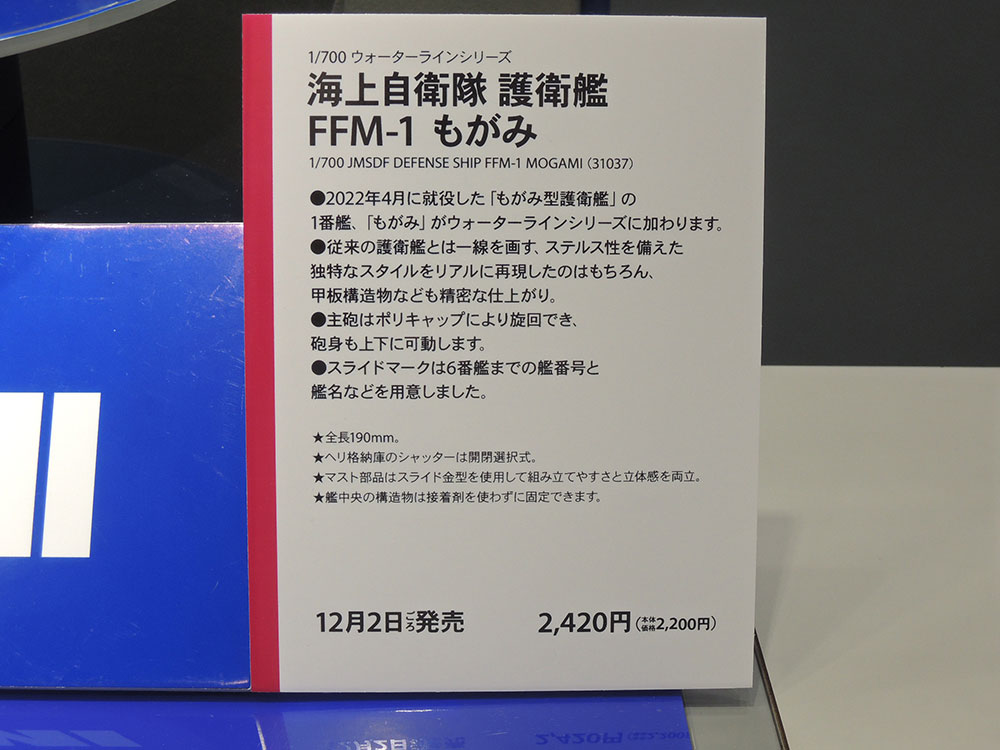 1/700 ウォーターラインシリーズ
海上自衛隊 護衛艦
FFM-1 もがみ
1/700 JMSDF DEFENSE SHIP FFM-1 MOGAMI (31037)
●2022年4月に就役した「もがみ型護衛艦」の
1番艦、「もがみ」がウォーターラインシリーズに加わります。
●従来の護衛艦とは一線を画す、ステルス性を備えた
独特なスタイルをリアルに再現したのはもちろん、
甲板構造物なども精密な仕上がり。
●主砲はポリキャップにより旋回でき、
砲身も上下に可動します。
●スライドマークは6番艦までの艦番号と
艦名などを用意しました。
★全長190mm。
★ヘリ格納庫のシャッターは開閉選択式。
★マスト部品はスライド金型を使用して組み立てやすさと立体感を両立。
★艦中央の構造物は接着剤を使わずに固定できます。
12月2日ごろ発売 2,420円(本体価格2,200円)